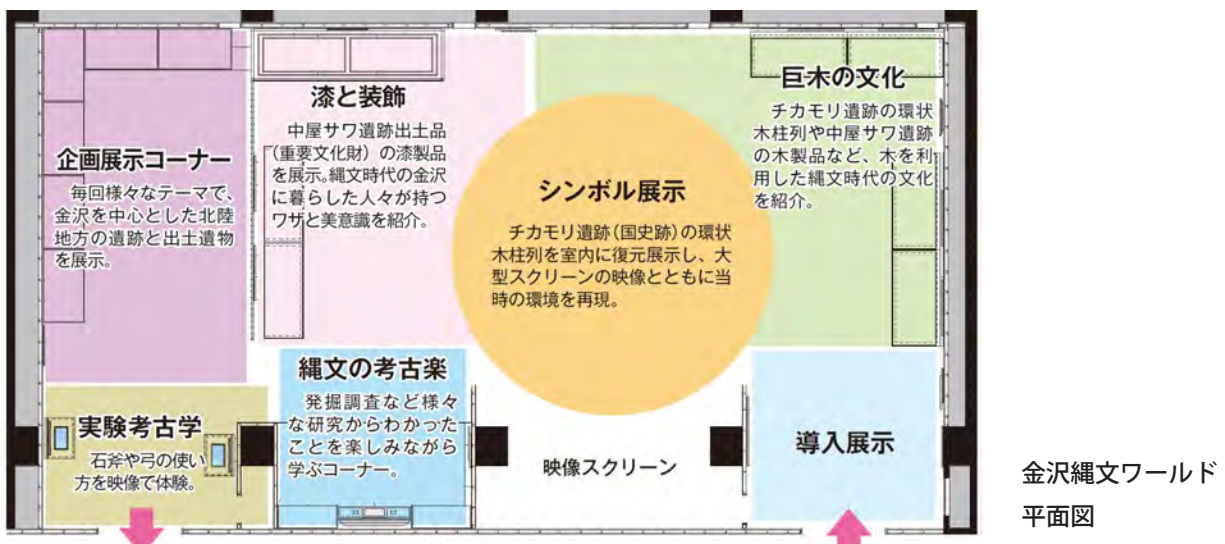 企画展示コーナー
毎回様々なテーマで、
金沢を中心とした北陸
地方の遺跡と出土遺物
を展示。
漆と装飾
中屋サワ遺跡出土品
(重要文化財)の漆製品
を展示。縄文時代の金沢
に暮らした人々が持つ
ワザと美意識を紹介。
シンボル展示
チカモリ遺跡(国史跡)の環状
木柱列を室内に復元展示し、大
型スクリーンの映像とともに当
時の環境を再現。
巨木の文化
チカモリ遺跡の環状
木柱列や中屋サワ遺跡
の木製品など、木を利
用した縄文時代の文化
を紹介。
実験考古学
石斧や弓の使い
方を映像で体験。
縄文の考古楽
発掘調査など様々
な研究からわかった
ことを楽しみながら
学ぶコーナー。
映像スクリーン
導入展示
金沢縄文ワールド
平面図